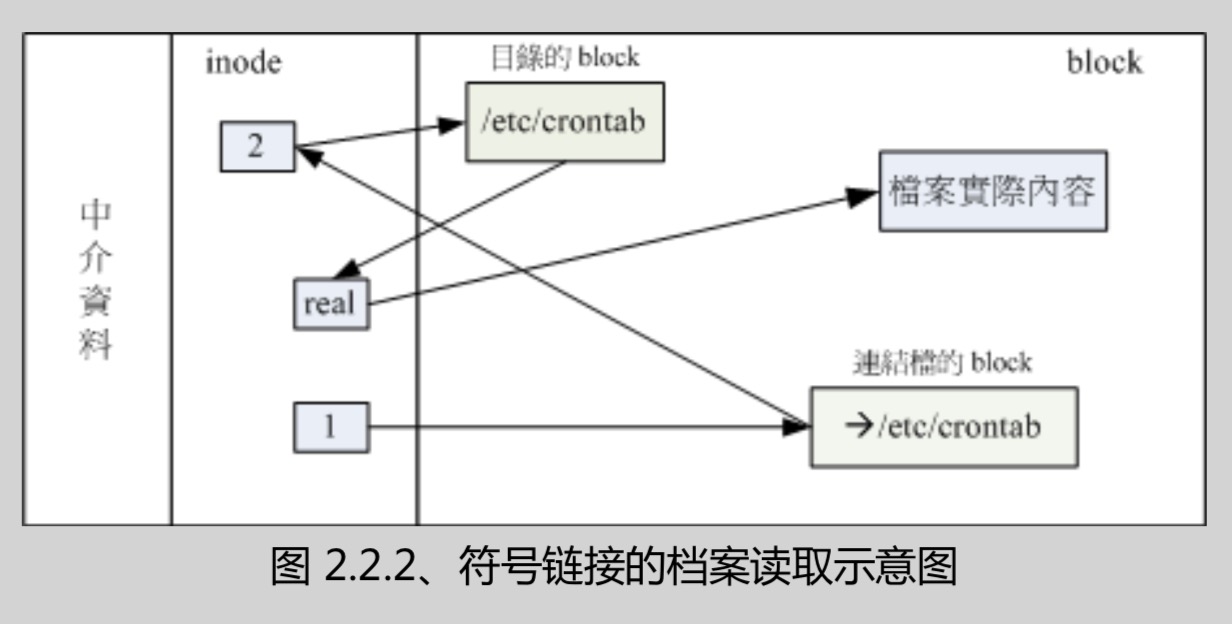 中介資料
inode
目錄的 block
block
2
/etc/crontab
檔案實際內容
real
連結檔的 block
1
→/etc/crontab
图 2.2.2、符号链接的档案读取示意图